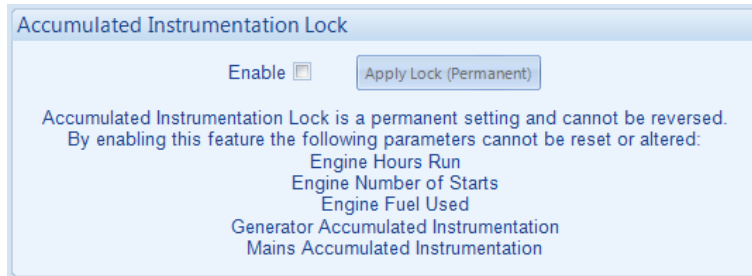 Accumulated Instrumentation Lock
Enable
Apply Lock (Permanent)
Accumulated Instrumentation Lock is a permanent setting and cannot be reversed.
By enabling this feature the following parameters cannot be reset or altered:
Engine Hours Run
Engine Number of Starts
Engine Fuel Used
Generator Accumulated Instrumentation
Mains Accumulated Instrumentation